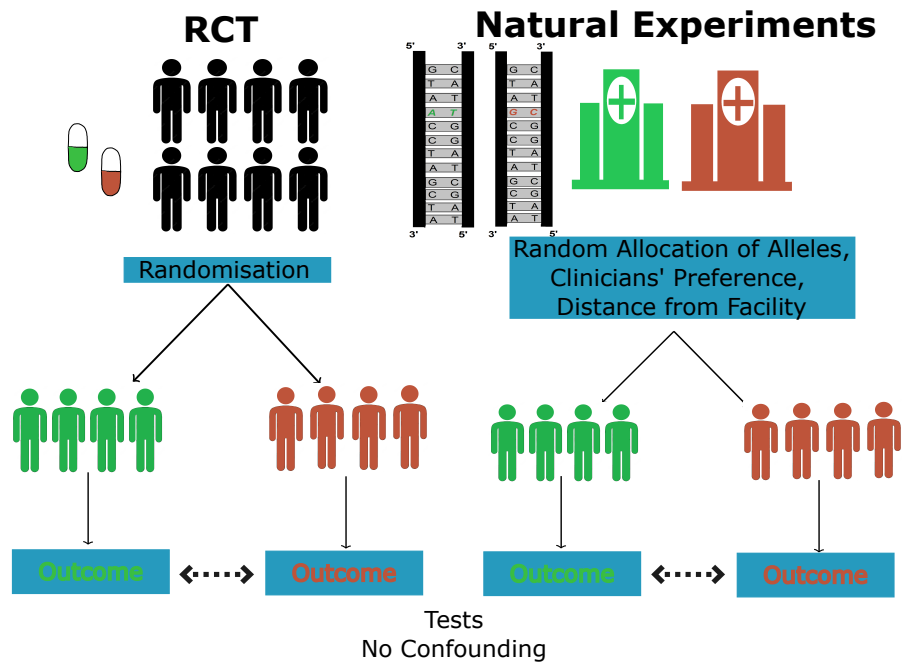 RCT
Natural Experiments
5' 3' 5' 3'
G C G C
T A T A
A T A T
A T G C
C G C G
C G C G
T A T A
A T A T
G C G C
C G C G
T A T A
A T A T
3' 5' 3' 5'
Randomisation
Random Allocation of Alleles,
Clinicians' Preference,
Distance from Facility
Outcome
Outcome
Outcome
Outcome
Tests
No Confounding